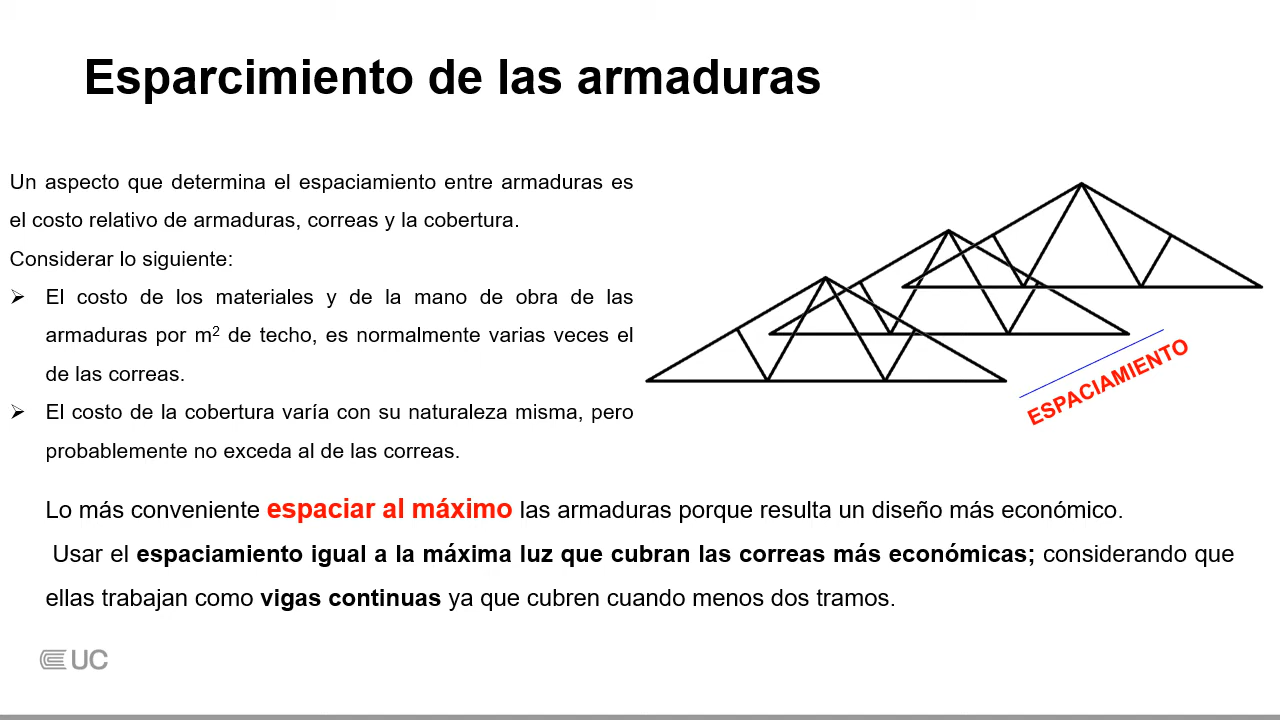 Esparcimiento de las armaduras
Un aspecto que determina el espaciamiento entre armaduras es
el costo relativo de armaduras, correas y la cobertura.
Considerar lo siguiente:
➢ El costo de los materiales y de la mano de obra de las
armaduras por m² de techo, es normalmente varias veces el
de las correas.
➢ El costo de la cobertura varía con su naturaleza misma, pero
probablemente no exceda al de las correas.
ESPACIAMIENTO
Lo más conveniente espaciar al máximo las armaduras porque resulta un diseño más económico.
Usar el espaciamiento igual a la máxima luz que cubran las correas más económicas; considerando que
ellas trabajan como vigas continuas ya que cubren cuando menos dos tramos.
UC